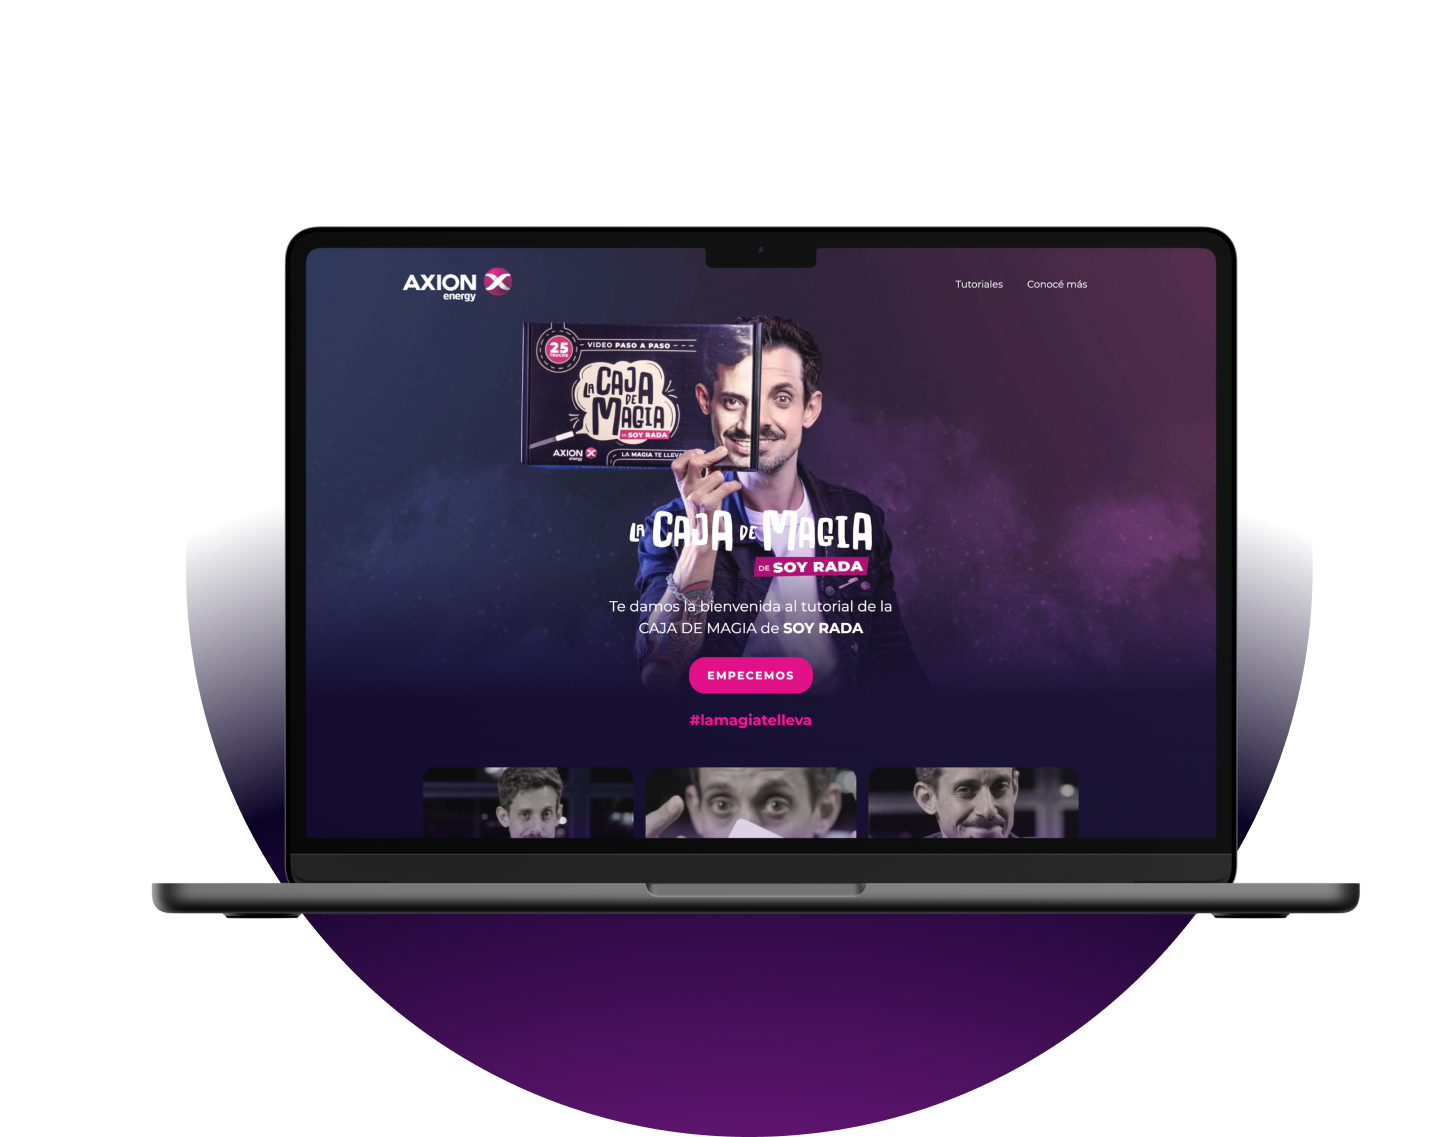 AXION
energy
Tutoriales
Conocé más
25
TRUCOS
VIDEO PASO A PASO
LA CAJA
DE
MAGIA
DE SOY RADA
AXION
energy
LA MAGIA TE LLEVA
LA CAJA DE MAGIA
DE SOY RADA
Te damos la bienvenida al tutorial de la
CAJA DE MAGIA de SOY RADA
EMPECEMOS
#lamagiatelleva